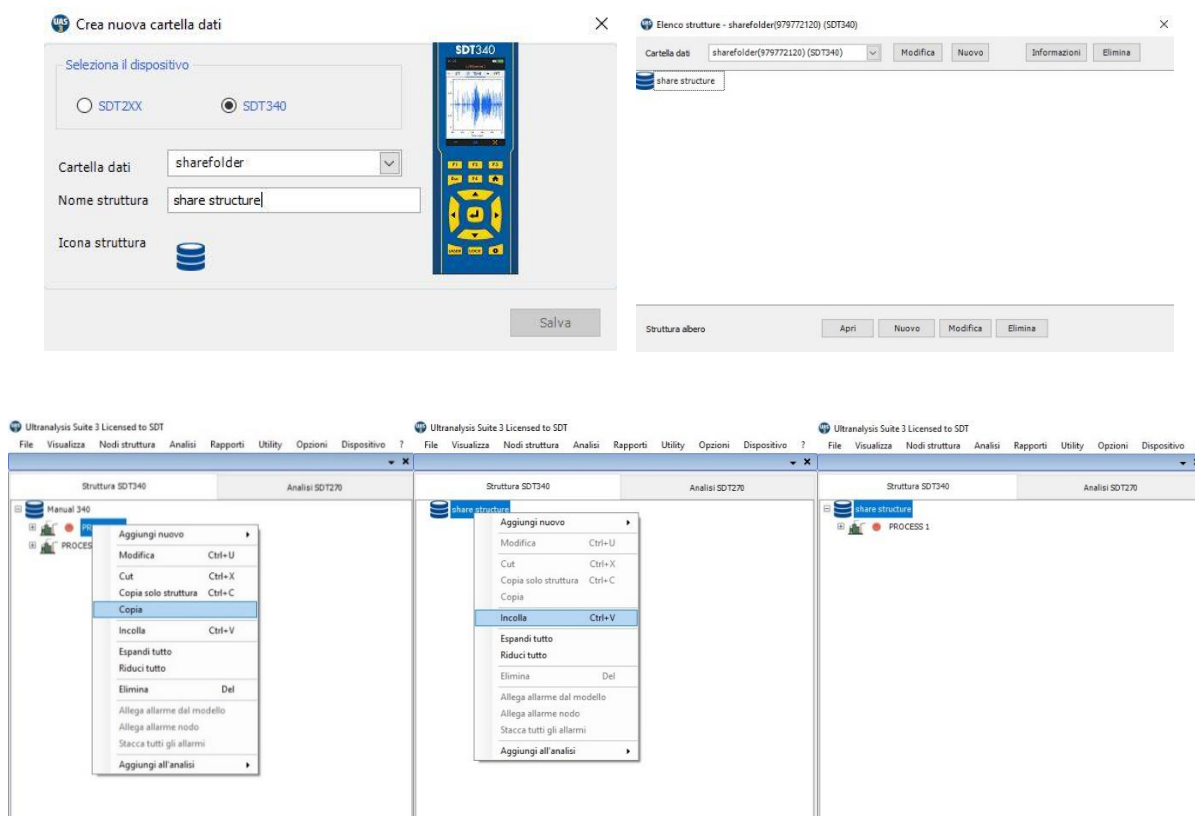 Crea nuova cartella dati
Seleziona il dispositivo
SDT2XX
SDT340
Cartella dati
sharefolder
Nome struttura
share structure
Icona struttura
Salva
SDT340
F1 F2 F3
F4
Elenco strutture - sharefolder(979772120) (SDT340)
Cartella dati
sharefolder(979772120) (SDT340)
Modifica
Nuovo
Informazioni
Elimina
share structure
Struttura albero
Apri
Nuovo
Modifica
Elimina
Ultranalysis Suite 3 Licensed to SDT
File Visualizza Nodi struttura Analisi Rapporti Utility Opzioni Dispositivo ?
Struttura SDT340
Analisi SDT270
Manual 340
PR
PROCES
Aggiungi nuovo
Modifica Ctrl+U
Cut Ctrl+X
Copia solo struttura Ctrl+C
Copia
Incolla Ctrl+V
Espandi tutto
Riduci tutto
Elimina Del
Allega allarme dal modello
Allega allarme nodo
Stacca tutti gli allarmi
Aggiungi all'analisi
Ultranalysis Suite 3 Licensed to SDT
File Visualizza Nodi struttura Analisi Rapporti Utility Opzioni Dispositivo ?
Struttura SDT340
Analisi SDT270
share structure
Aggiungi nuovo
Modifica Ctrl+U
Cut Ctrl+X
Copia solo struttura Ctrl+C
Copia
Incolla Ctrl+V
Espandi tutto
Riduci tutto
Elimina Del
Allega allarme dal modello
Allega allarme nodo
Stacca tutti gli allarmi
Aggiungi all'analisi
Ultranalysis Suite 3 Licensed to SDT
File Visualizza Nodi struttura Analisi Rapporti Utility Opzioni Dispositivo
Struttura SDT340
Analisi SDT270
share structure
PROCESS 1